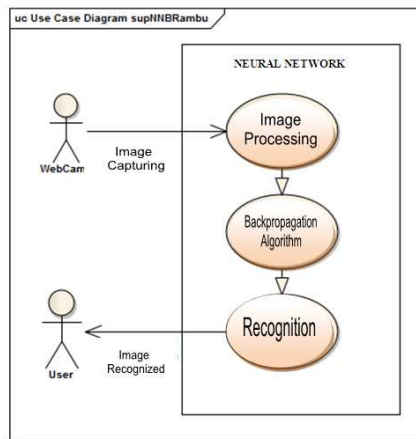 uc Use Case Diagram supNNBRambu
NEURAL NETWORK
Image
Processing
WebCam
Image
Capturing
Backpropagation
Algorithm
Recognition
User
Image
Recognized